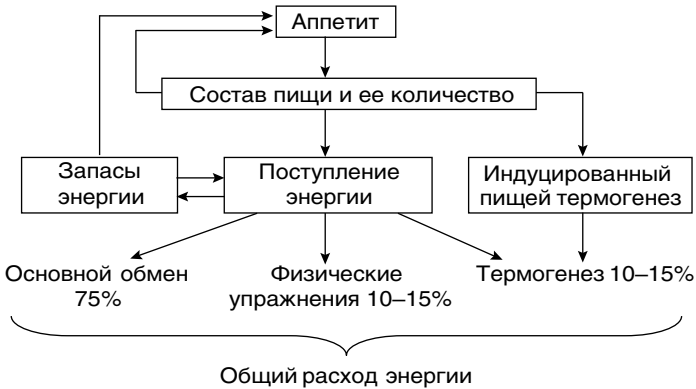 Аппетит
Состав пищи и ее количество
Запасы
энергии
Поступление
энергии
Индуцированный
пищей термогенез
Основной обмен
75%
Физические
упражнения 10–15%
Термогенез 10–15%
Общий расход энергии